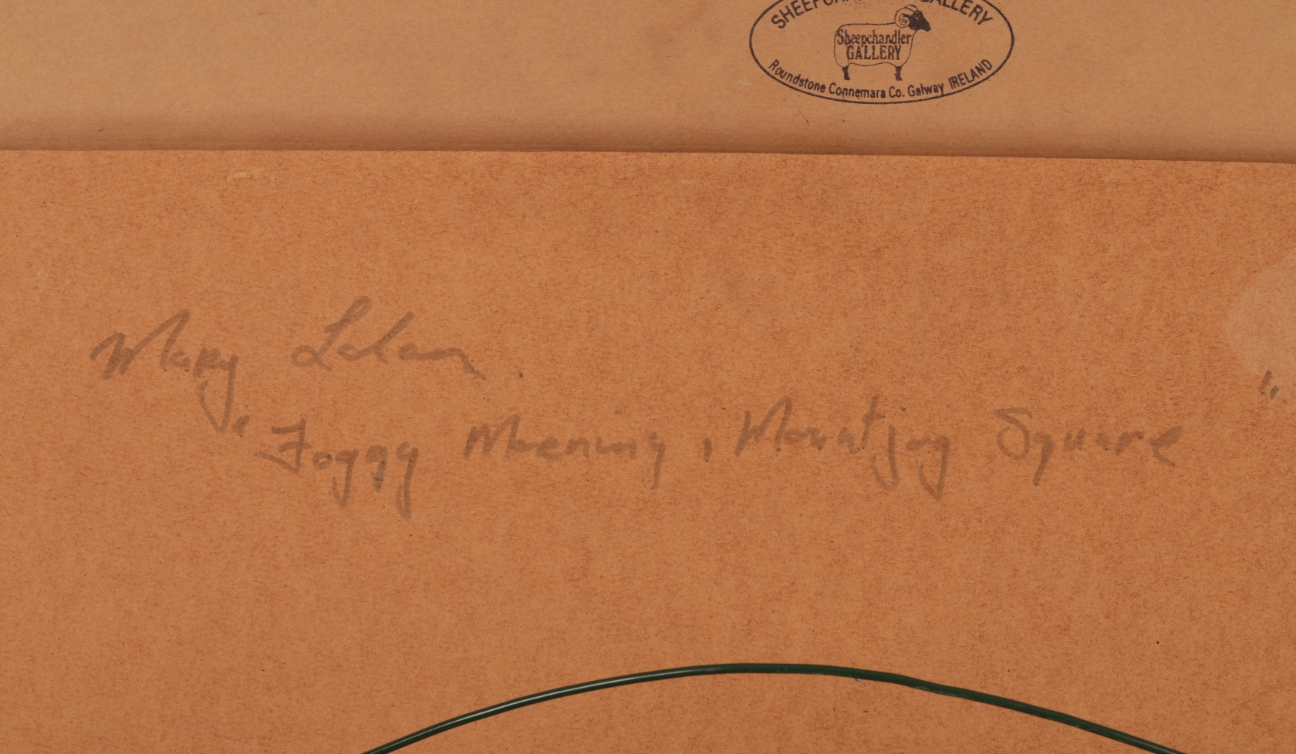 SHEEPCHANDLER GALLERY
Sheepchandler
GALLERY
Roundstone Connemara Co. Galway IRELAND
Mary Lohan
"Foggy Morning, Mountjoy Square"